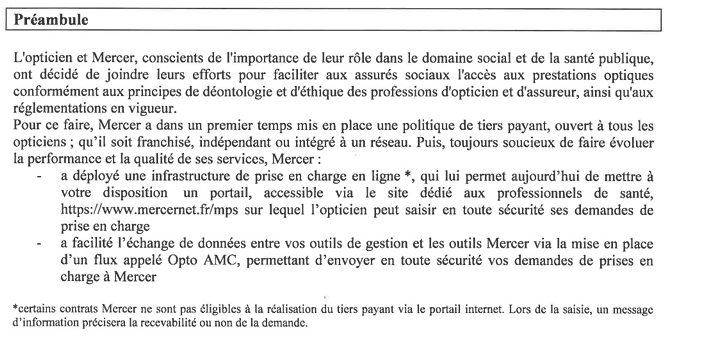 Préambule
L'opticien et Mercer, conscients de l'importance de leur rôle dans le domaine social et de la santé publique,
ont décidé de joindre leurs efforts pour faciliter aux assurés sociaux l'accès aux prestations optiques
conformément aux principes de déontologie et d'éthique des professions d'opticien et d'assureur, ainsi qu'aux
réglementations en vigueur.
Pour ce faire, Mercer a dans un premier temps mis en place une politique de tiers payant, ouvert à tous les
opticiens ; qu'il soit franchisé, indépendant ou intégré à un réseau. Puis, toujours soucieux de faire évoluer
la performance et la qualité de ses services, Mercer :
- a déployé une infrastructure de prise en charge en ligne *, qui lui permet aujourd'hui de mettre à
votre disposition un portail, accessible via le site dédié aux professionnels de santé,
https://www.mercernet.fr/mps sur lequel l'opticien peut saisir en toute sécurité ses demandes de
prise en charge
- a facilité l'échange de données entre vos outils de gestion et les outils Mercer via la mise en place
d'un flux appelé Opto AMC, permettant d'envoyer en toute sécurité vos demandes de prises en
charge à Mercer
*certains contrats Mercer ne sont pas éligibles à la réalisation du tiers payant via le portail internet. Lors de la saisie, un message
d'information précisera la recevabilité ou non de la demande.